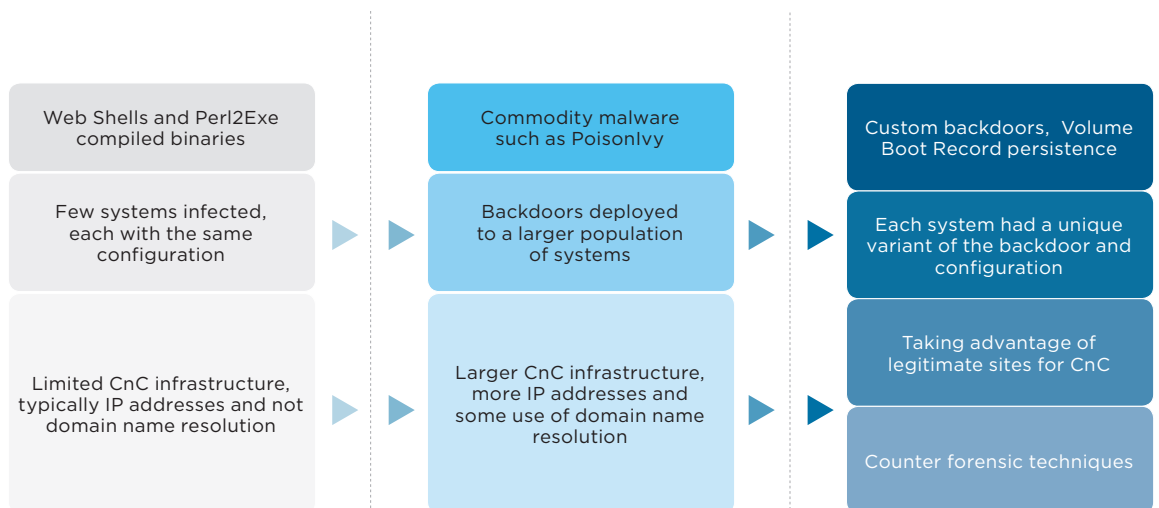 Web Shells and Perl2Exe
compiled binaries
Few systems infected,
each with the same
configuration
Limited CnC infrastructure,
typically IP addresses and not
domain name resolution
Commodity malware
such as PoisonIvy
Backdoors deployed
to a larger population
of systems
Larger CnC infrastructure,
more IP addresses and
some use of domain name
resolution
Custom backdoors, Volume
Boot Record persistence
Each system had a unique
variant of the backdoor and
configuration
Taking advantage of
legitimate sites for CnC
Counter forensic techniques